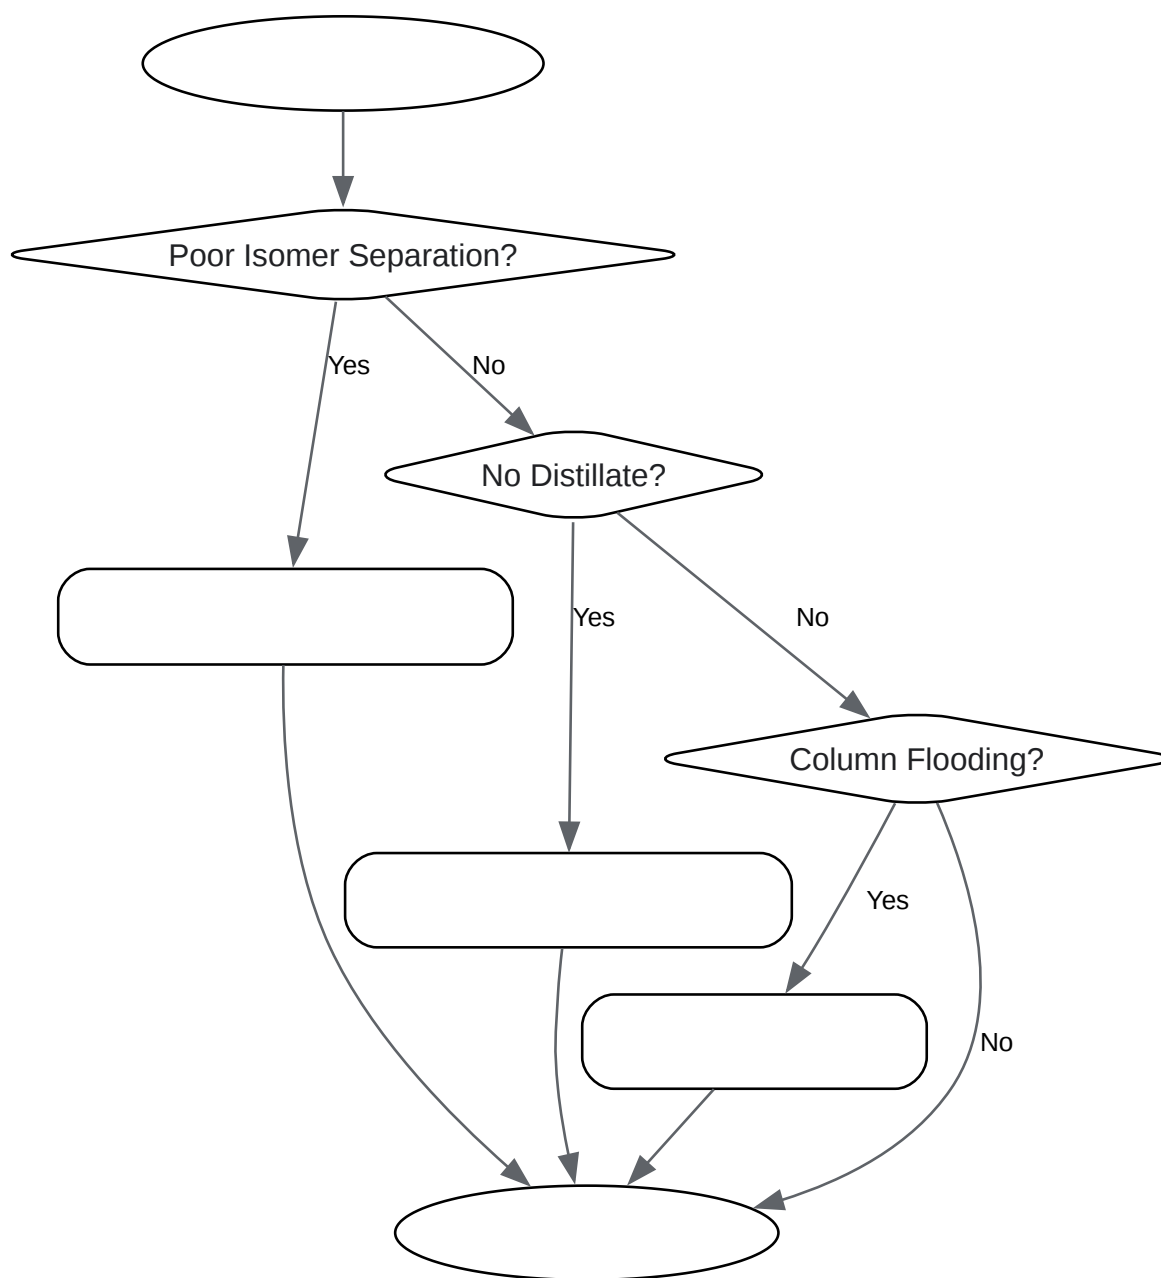 Poor Isomer Separation?
Yes
No
No Distillate?
Yes
No
Column Flooding?
Yes
No